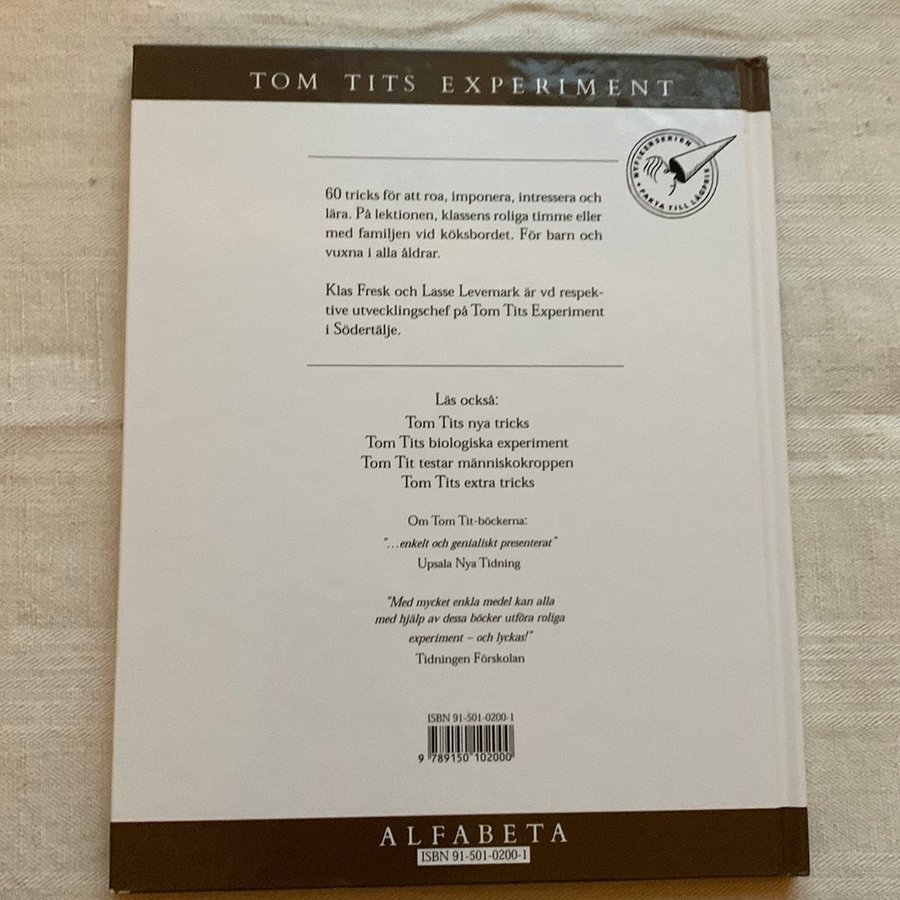 TOM TITS EXPERIMENT
NYFIKENSERIEN
FAKTA TILL LÅGPRIS
60 tricks för att roa, imponera, intressera och
lära. På lektionen, klassens roliga timme eller
med familjen vid köksbordet. För barn och
vuxna i alla åldrar.
Klas Fresk och Lasse Levemark är vd respek-
tive utvecklingschef på Tom Tits Experiment
i Södertälje.
Läs också:
Tom Tits nya tricks
Tom Tits biologiska experiment
Tom Tit testar människokroppen
Tom Tits extra tricks
Om Tom Tit-böckerna:
"...enkelt och genialiskt presenterat"
Upsala Nya Tidning
"Med mycket enkla medel kan alla
med hjälp av dessa böcker utföra roliga
experiment – och lyckas!"
Tidningen Förskolan
ISBN 91-501-0200-1
9 789150 102000
ALFABETA
ISBN 91-501-0200-1